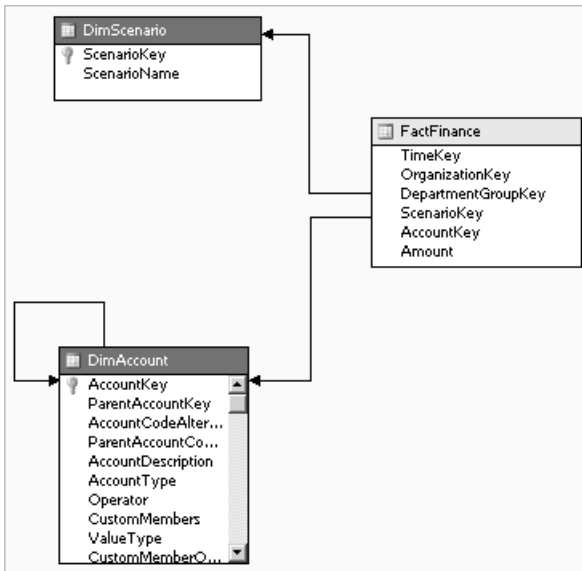 DimScenario
ScenarioKey
ScenarioName
FactFinance
TimeKey
OrganizationKey
DepartmentGroupKey
ScenarioKey
AccountKey
Amount
DimAccount
AccountKey
ParentAccountKey
AccountCodeAlter...
ParentAccountCo...
AccountDescription
AccountType
Operator
CustomMembers
ValueType
CustomMemberO...